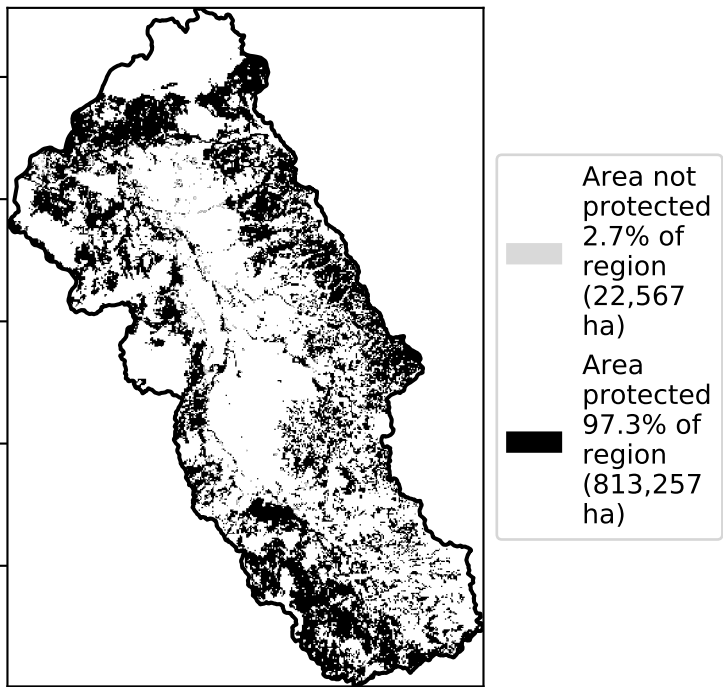 Area not
protected
2.7% of
region
(22,567
ha)
Area
protected
97.3% of
region
(813,257
ha)